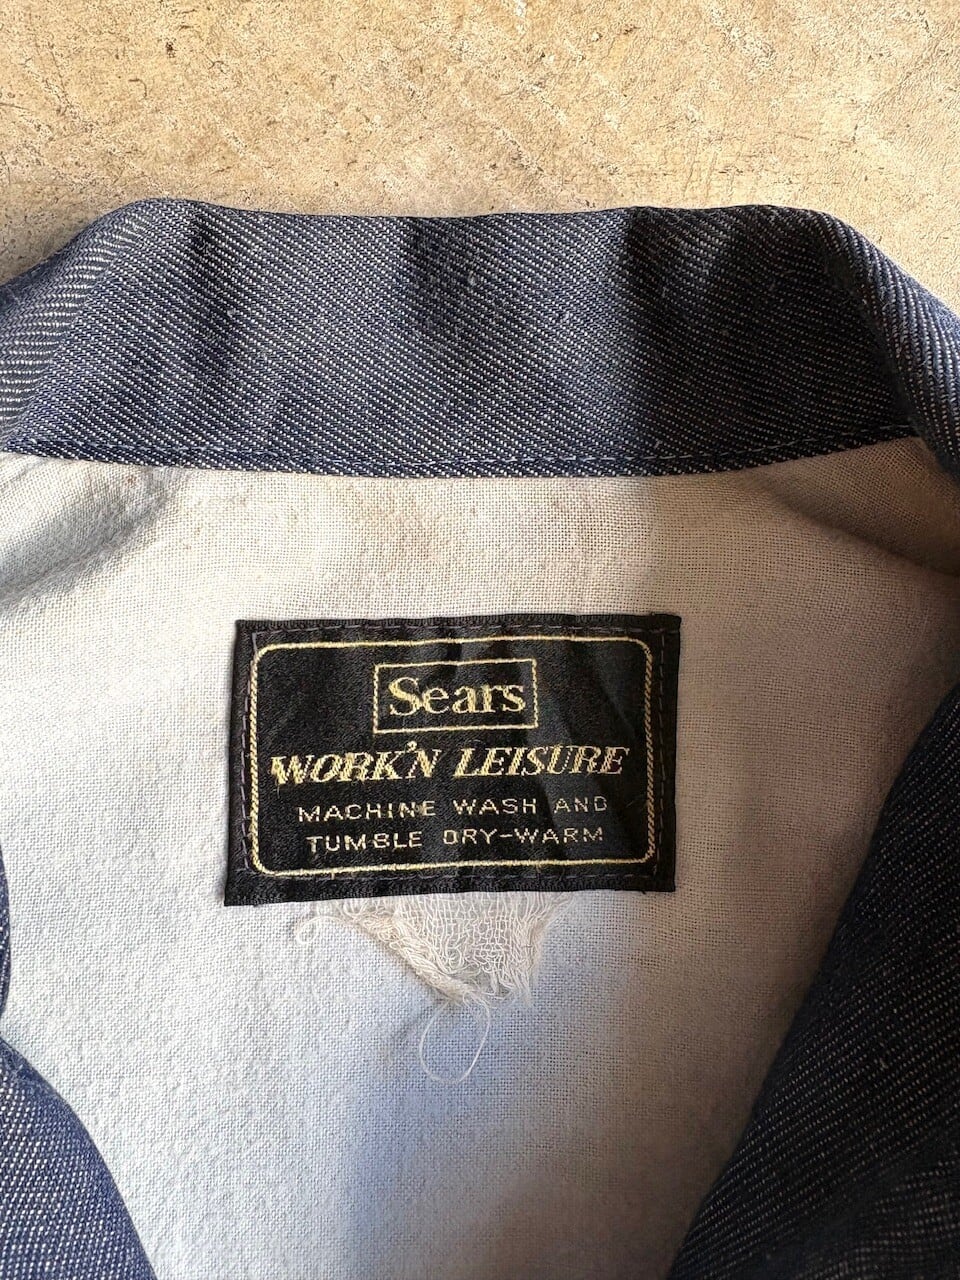 Sears
WORK'N LEISURE
MACHINE WASH AND
TUMBLE DRY-WARM